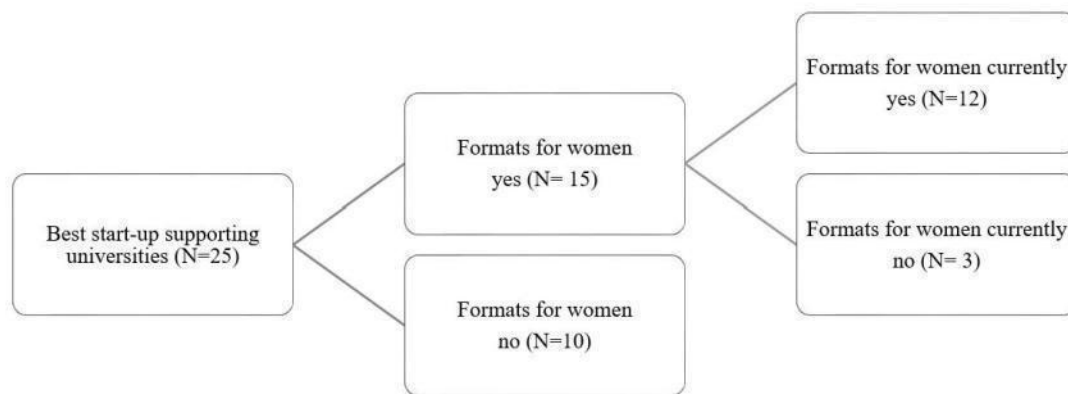 Best start-up supporting
universities (N=25)
Formats for women
yes (N= 15)
Formats for women
no (N=10)
Formats for women currently
yes (N=12)
Formats for women currently
no (N= 3)